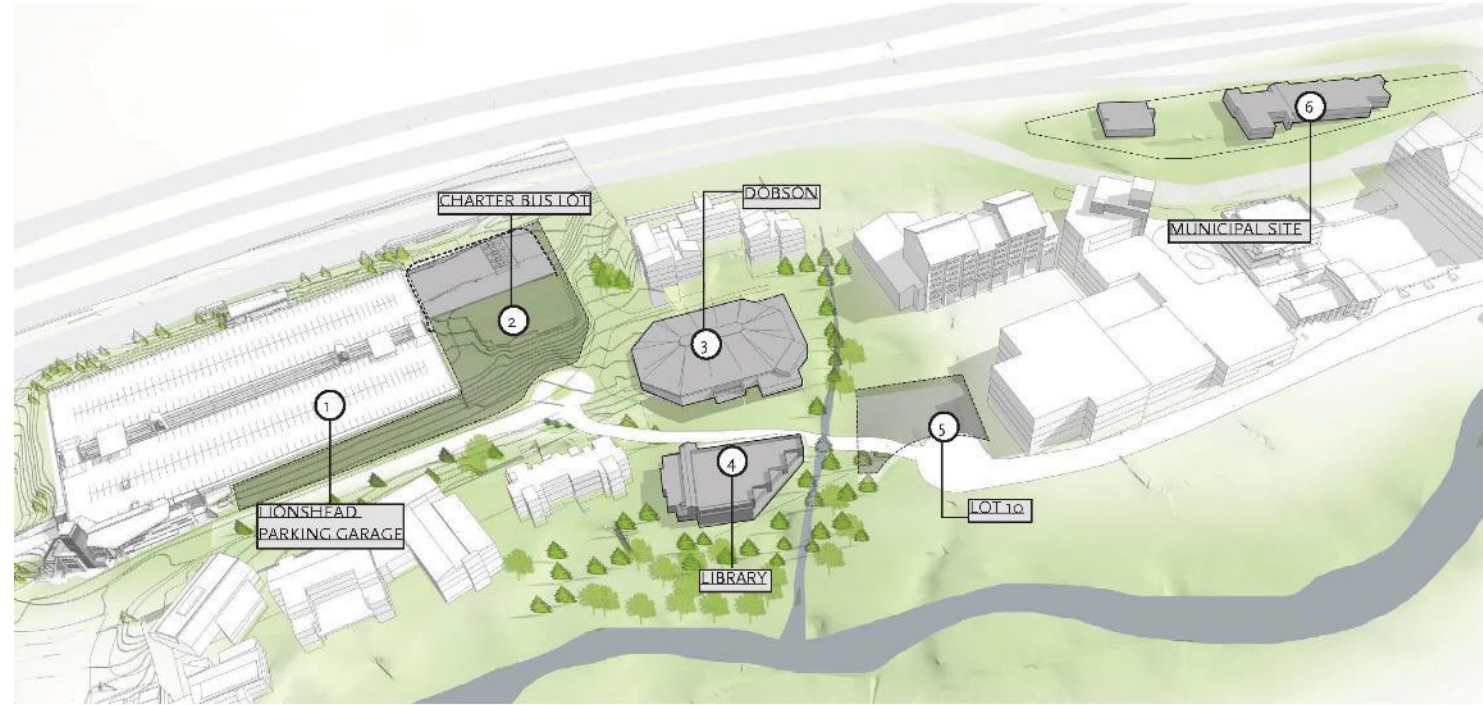 6
CHARTER BUS LOT
DOBSON
MUNICIPAL SITE
2
3
1
5
4
LIONSHEAD
PARKING GARAGE
LOT 10
LIBRARY